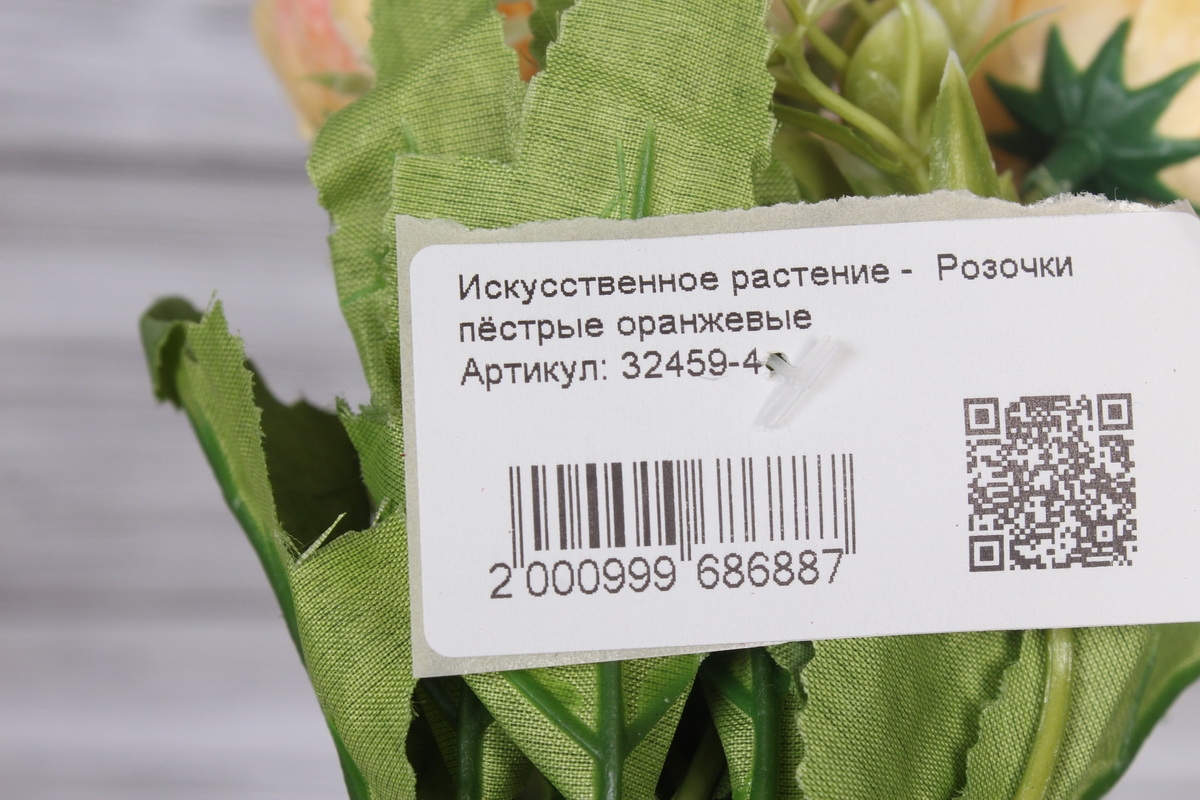 Искусственное растение - Розочки
пёстрые оранжевые
Артикул: 32459-4
2 000999 686887